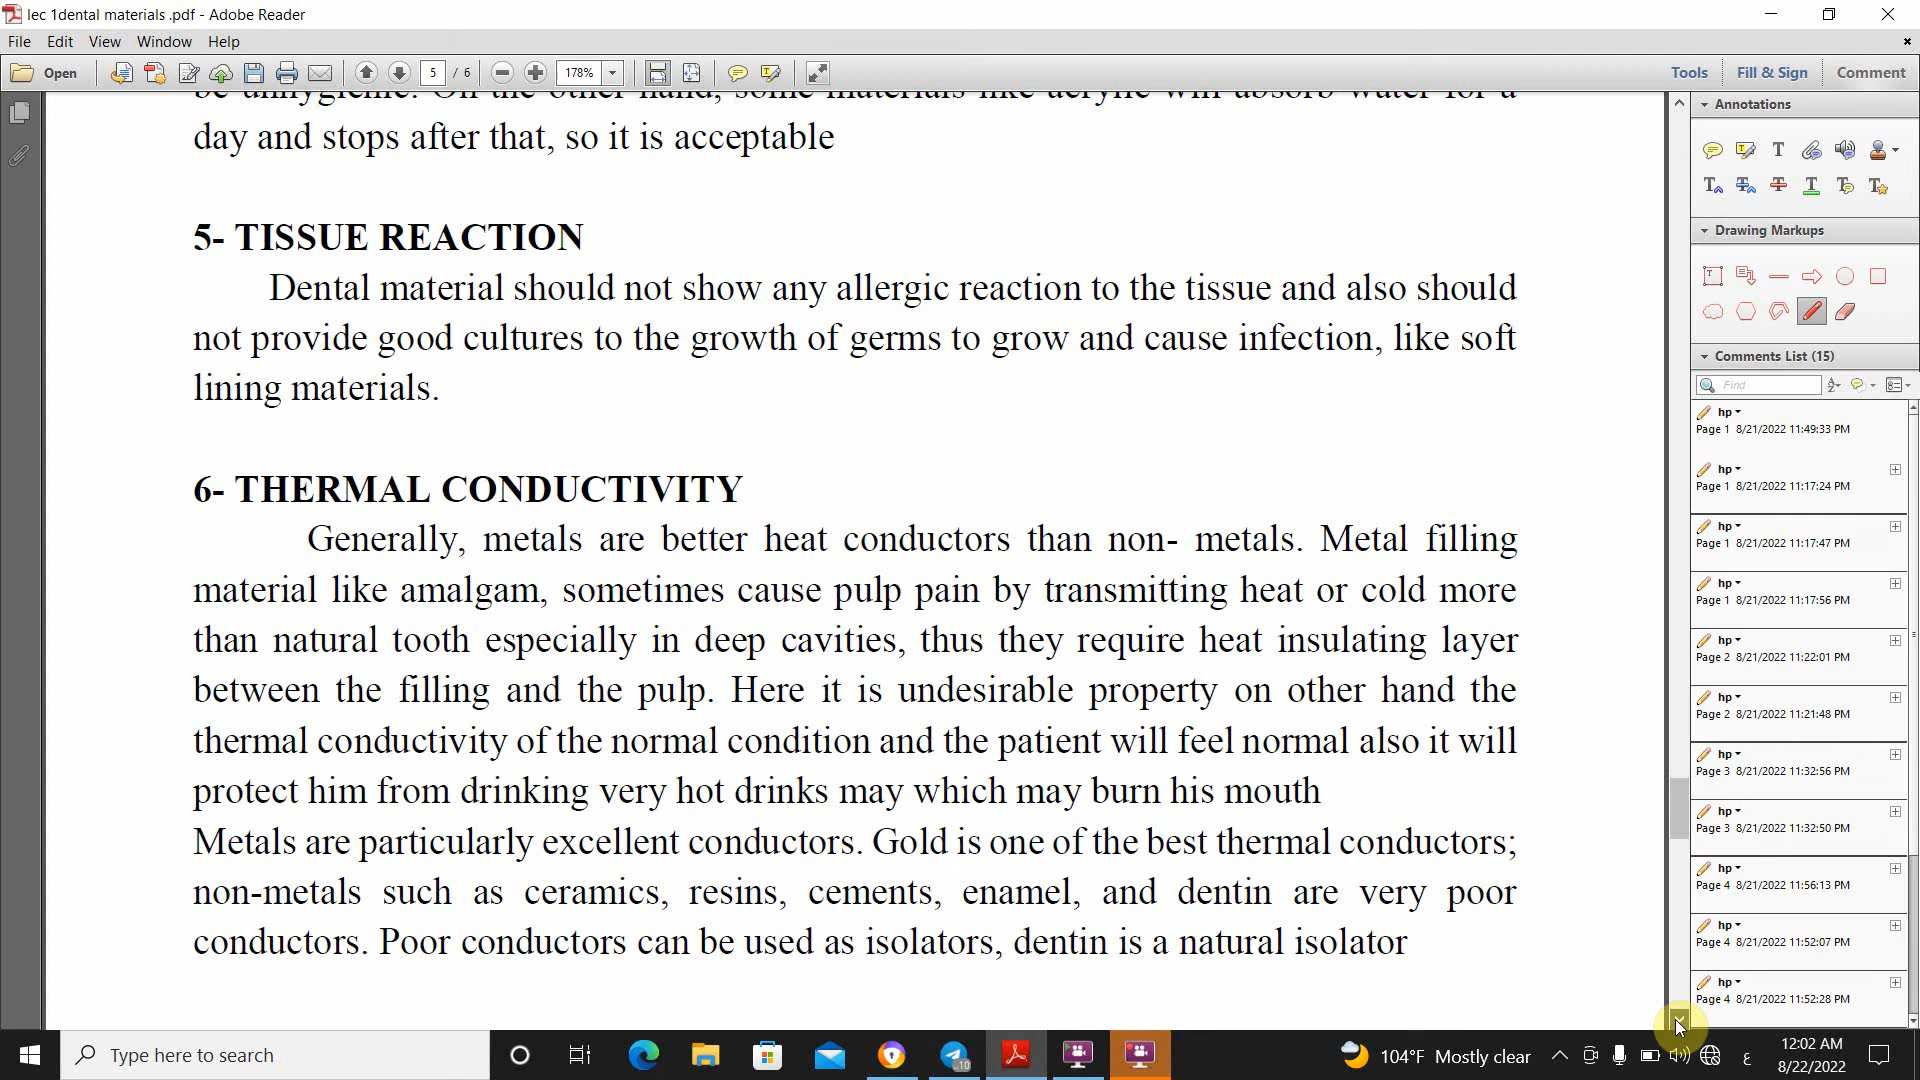 lec 1dental materials .pdf - Adobe Reader
File Edit View Window Help
Open 5 / 6 178% Tools Fill & Sign Comment
be unhygienic. On the other hand, some materials like acrylic will absorb water for a
day and stops after that, so it is acceptable
5- TISSUE REACTION
Dental material should not show any allergic reaction to the tissue and also should
not provide good cultures to the growth of germs to grow and cause infection, like soft
lining materials.
6- THERMAL CONDUCTIVITY
Generally, metals are better heat conductors than non- metals. Metal filling
material like amalgam, sometimes cause pulp pain by transmitting heat or cold more
than natural tooth especially in deep cavities, thus they require heat insulating layer
between the filling and the pulp. Here it is undesirable property on other hand the
thermal conductivity of the normal condition and the patient will feel normal also it will
protect him from drinking very hot drinks may which may burn his mouth
Metals are particularly excellent conductors. Gold is one of the best thermal conductors;
non-metals such as ceramics, resins, cements, enamel, and dentin are very poor
conductors. Poor conductors can be used as isolators, dentin is a natural isolator
Annotations
Drawing Markups
Comments List (15)
Find
hp
Page 1 8/21/2022 11:49:33 PM
hp
Page 1 8/21/2022 11:17:24 PM
hp
Page 1 8/21/2022 11:17:47 PM
hp
Page 1 8/21/2022 11:17:56 PM
hp
Page 2 8/21/2022 11:22:01 PM
hp
Page 2 8/21/2022 11:21:48 PM
hp
Page 3 8/21/2022 11:32:56 PM
hp
Page 3 8/21/2022 11:32:50 PM
hp
Page 4 8/21/2022 11:56:13 PM
hp
Page 4 8/21/2022 11:52:07 PM
hp
Page 4 8/21/2022 11:52:28 PM
Type here to search
10
104°F Mostly clear
ع
12:02 AM
8/22/2022